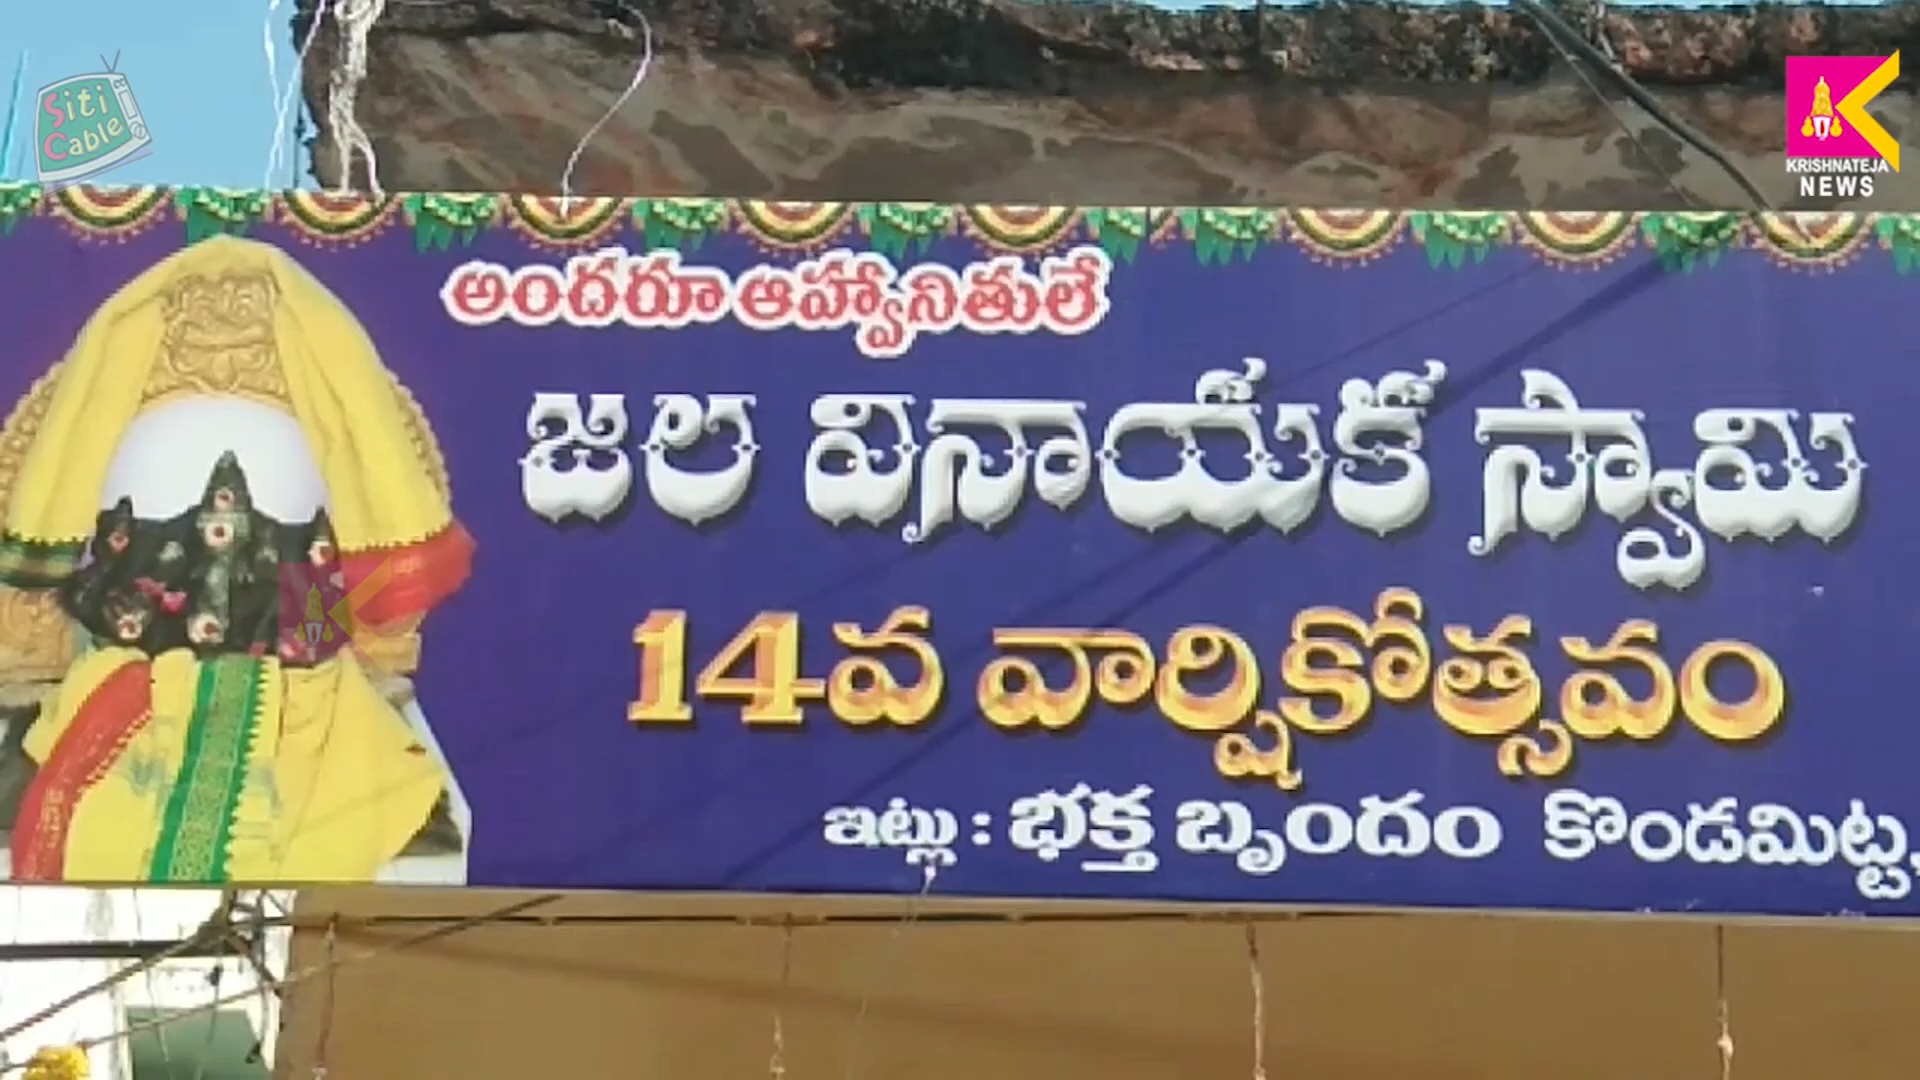 Siti
Cable
KRISHNATEJA
NEWS
అందరూ ఆహ్వానితులే
జల వినాయక స్వామి
14వ వార్షికోత్సవం
ఇట్లు : భక్త బృందం కొండమిట్ట,